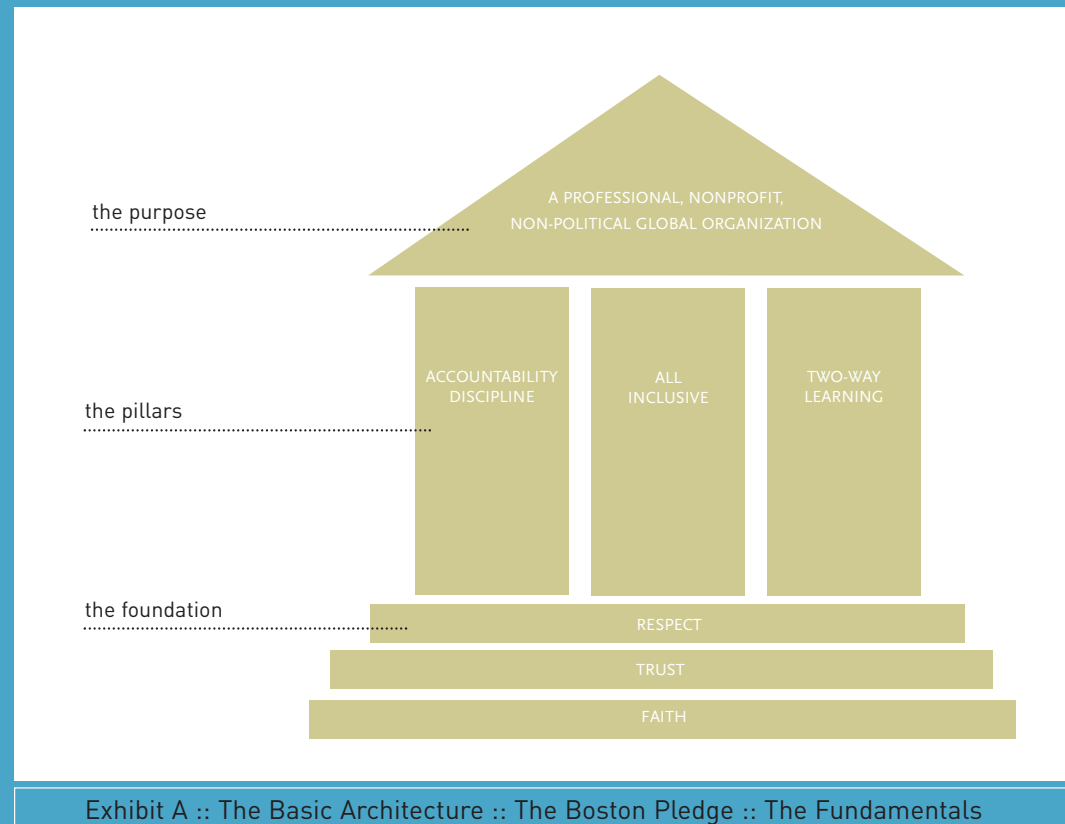 A PROFESSIONAL, NONPROFIT,
NON-POLITICAL GLOBAL ORGANIZATION
the purpose
ACCOUNTABILITY
DISCIPLINE
ALL
INCLUSIVE
TWO-WAY
LEARNING
the pillars
the foundation
RESPECT
TRUST
FAITH
Exhibit A :: The Basic Architecture :: The Boston Pledge :: The Fundamentals